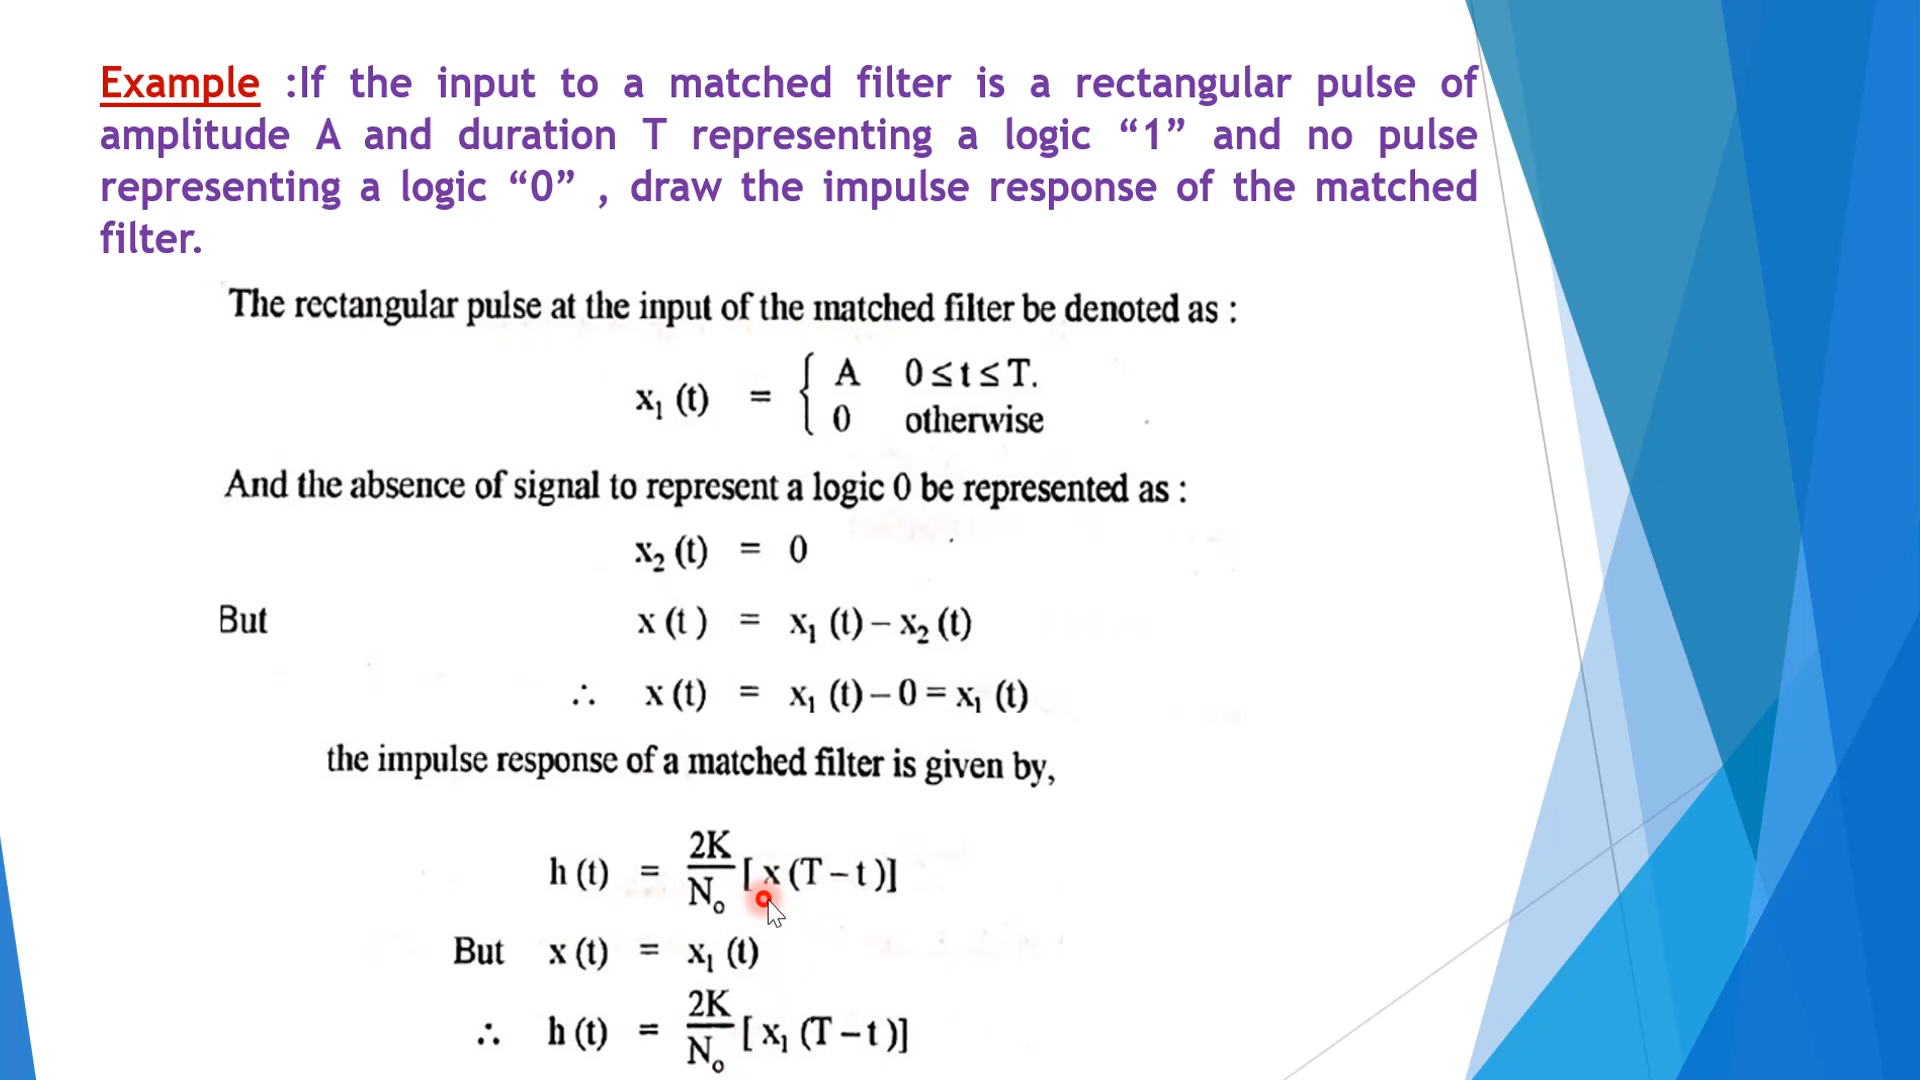 Example :If the input to a matched filter is a rectangular pulse of
amplitude A and duration T representing a logic “1” and no pulse
representing a logic “0” , draw the impulse response of the matched
filter.
The rectangular pulse at the input of the matched filter be denoted as :
x₁ (t) = { A 0 ≤ t ≤ T.
0 otherwise
And the absence of signal to represent a logic 0 be represented as :
x₂ (t) = 0
But x (t ) = x₁ (t) – x₂ (t)
∴ x (t) = x₁ (t) – 0 = x₁ (t)
the impulse response of a matched filter is given by,
h (t) = 2K/Nₒ [ x (T – t )]
But x (t) = x₁ (t)
∴ h (t) = 2K/Nₒ [ x₁ (T – t )]